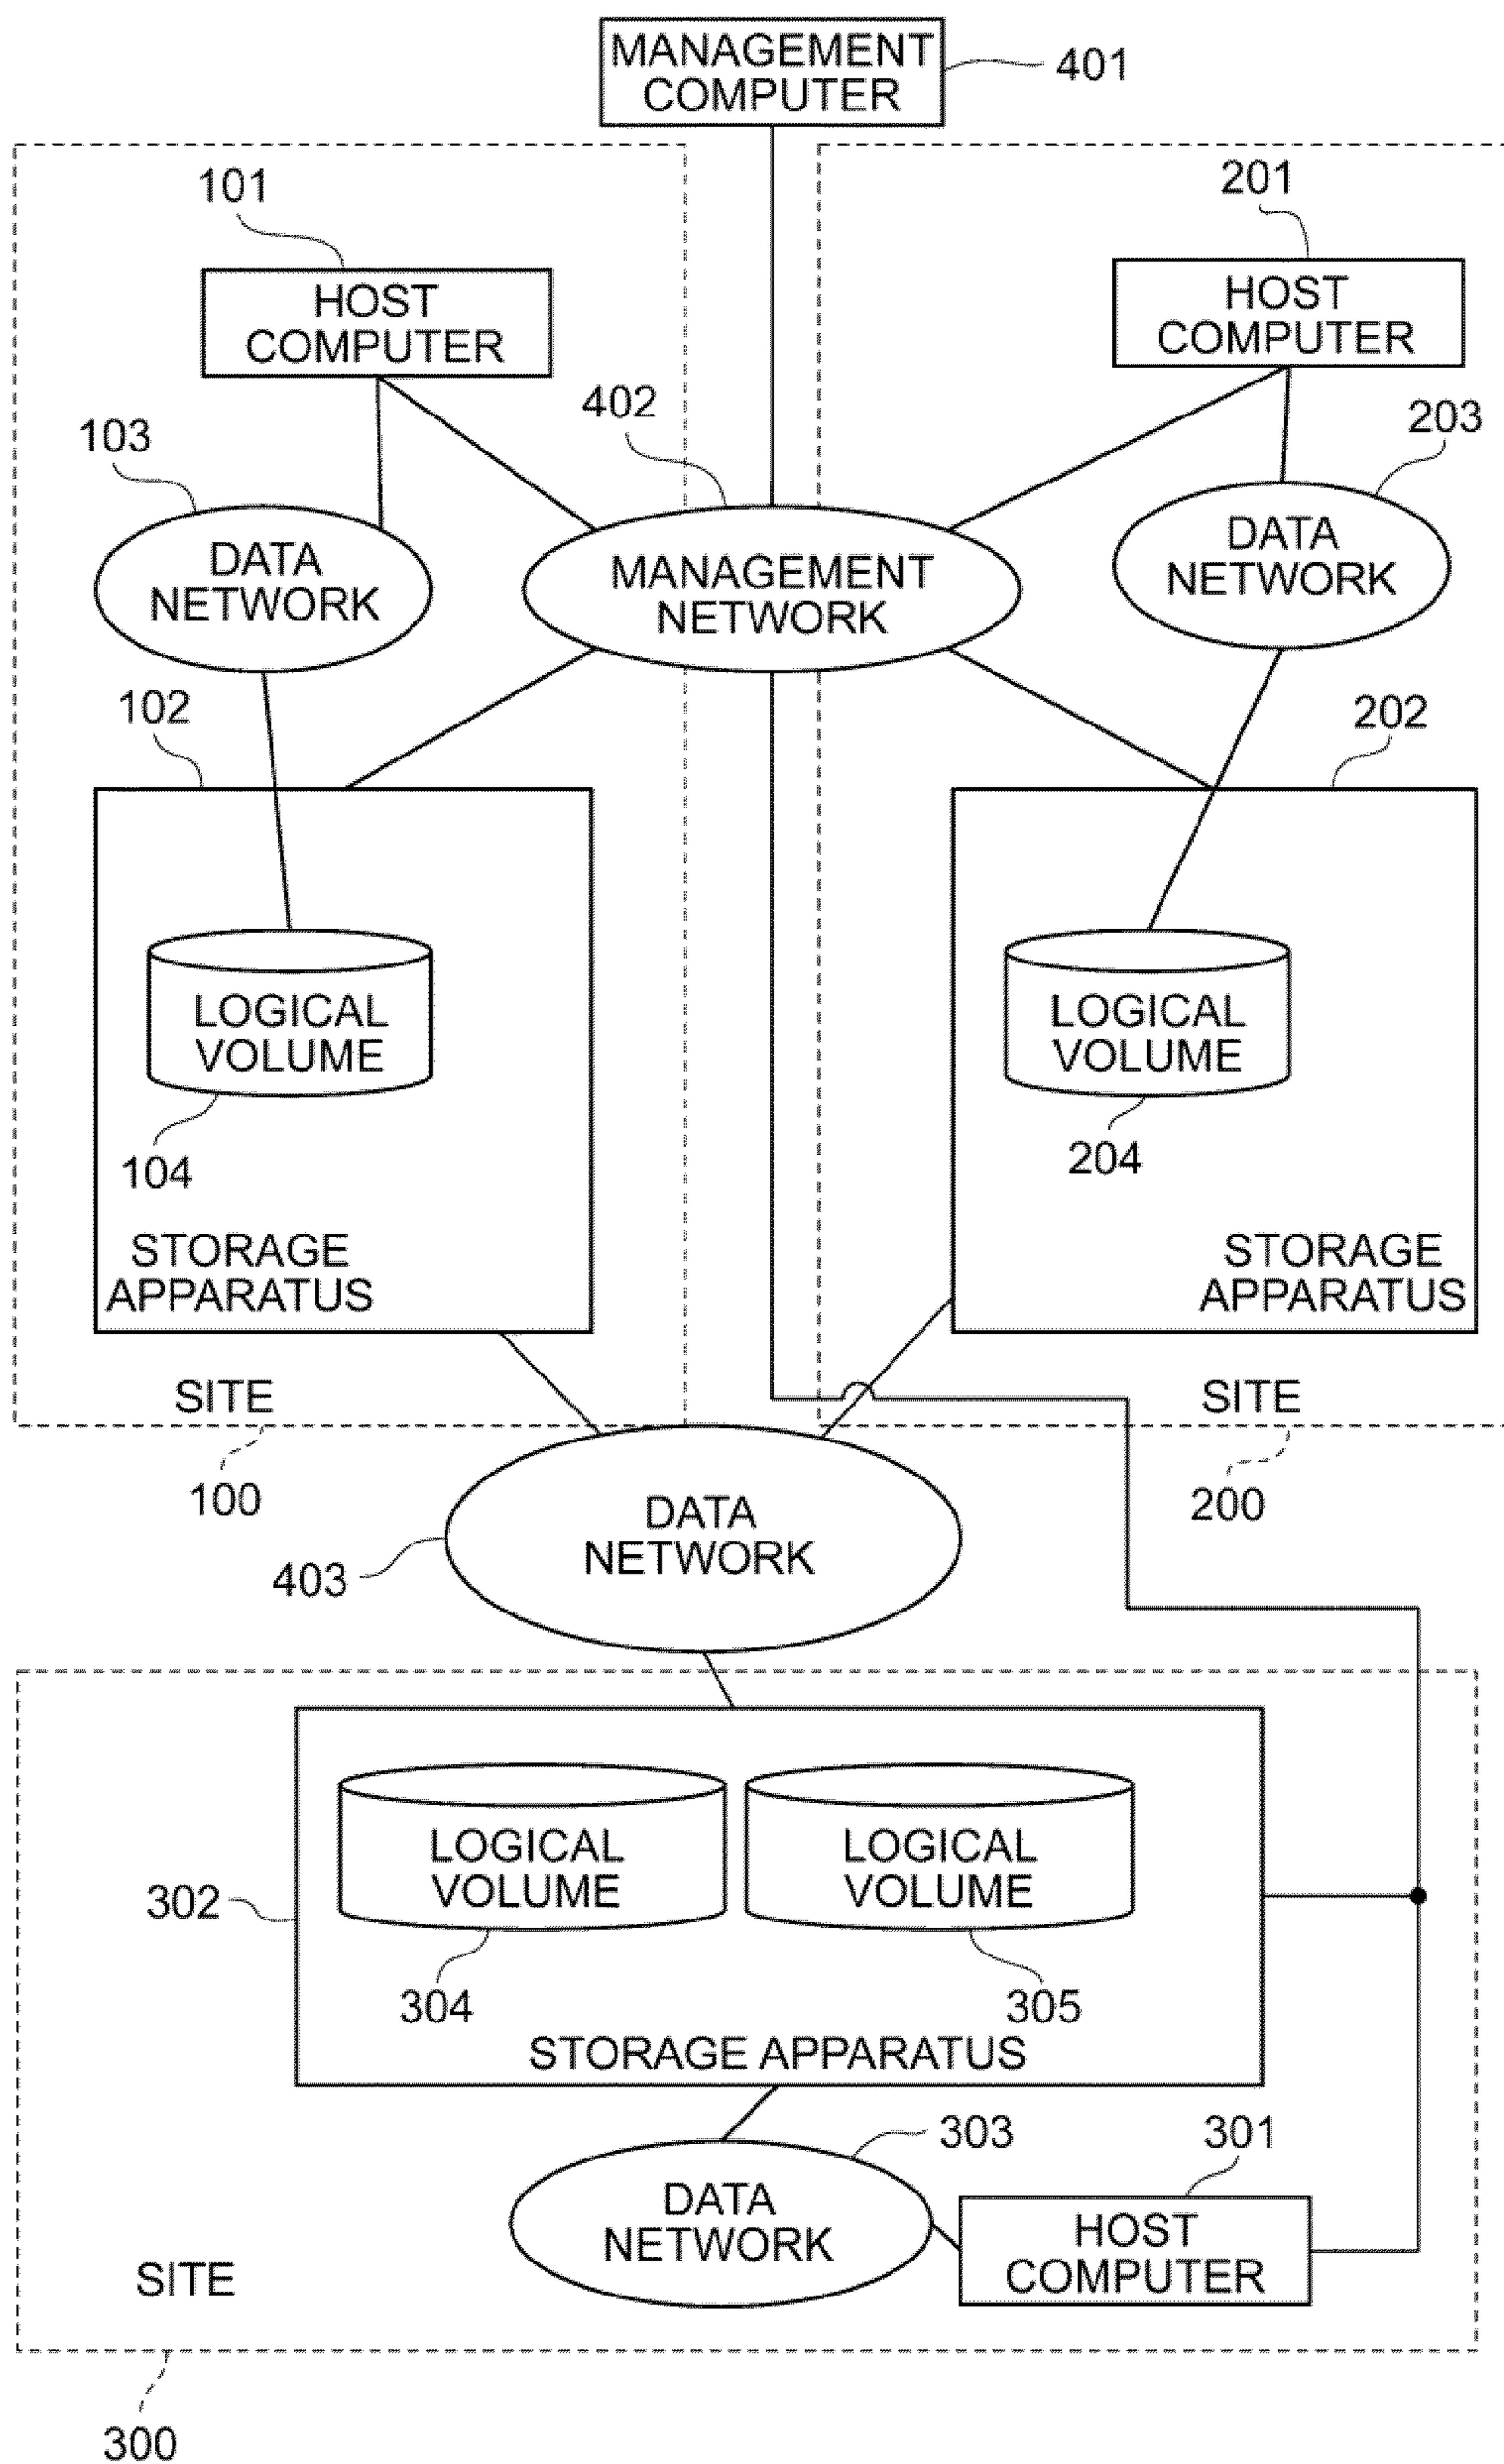 MANAGEMENT
COMPUTER
401
101
201
HOST
COMPUTER
HOST
COMPUTER
402
103
203
DATA
NETWORK
MANAGEMENT
NETWORK
DATA
NETWORK
102
202
LOGICAL
VOLUME
LOGICAL
VOLUME
104
204
STORAGE
APPARATUS
STORAGE
APPARATUS
SITE
SITE
100
200
DATA
NETWORK
403
LOGICAL
VOLUME
LOGICAL
VOLUME
302
304
305
STORAGE APPARATUS
303
301
DATA
NETWORK
HOST
COMPUTER
SITE
300